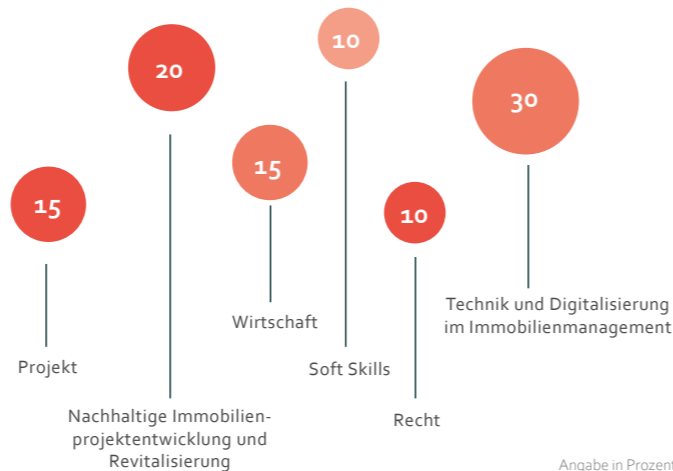 10
20
30
15
15
10
Technik und Digitalisierung
im Immobilienmanagement
Wirtschaft
Projekt
Soft Skills
Nachhaltige Immobilien-
projektentwicklung und
Revitalisierung
Recht
Angabe in Prozent